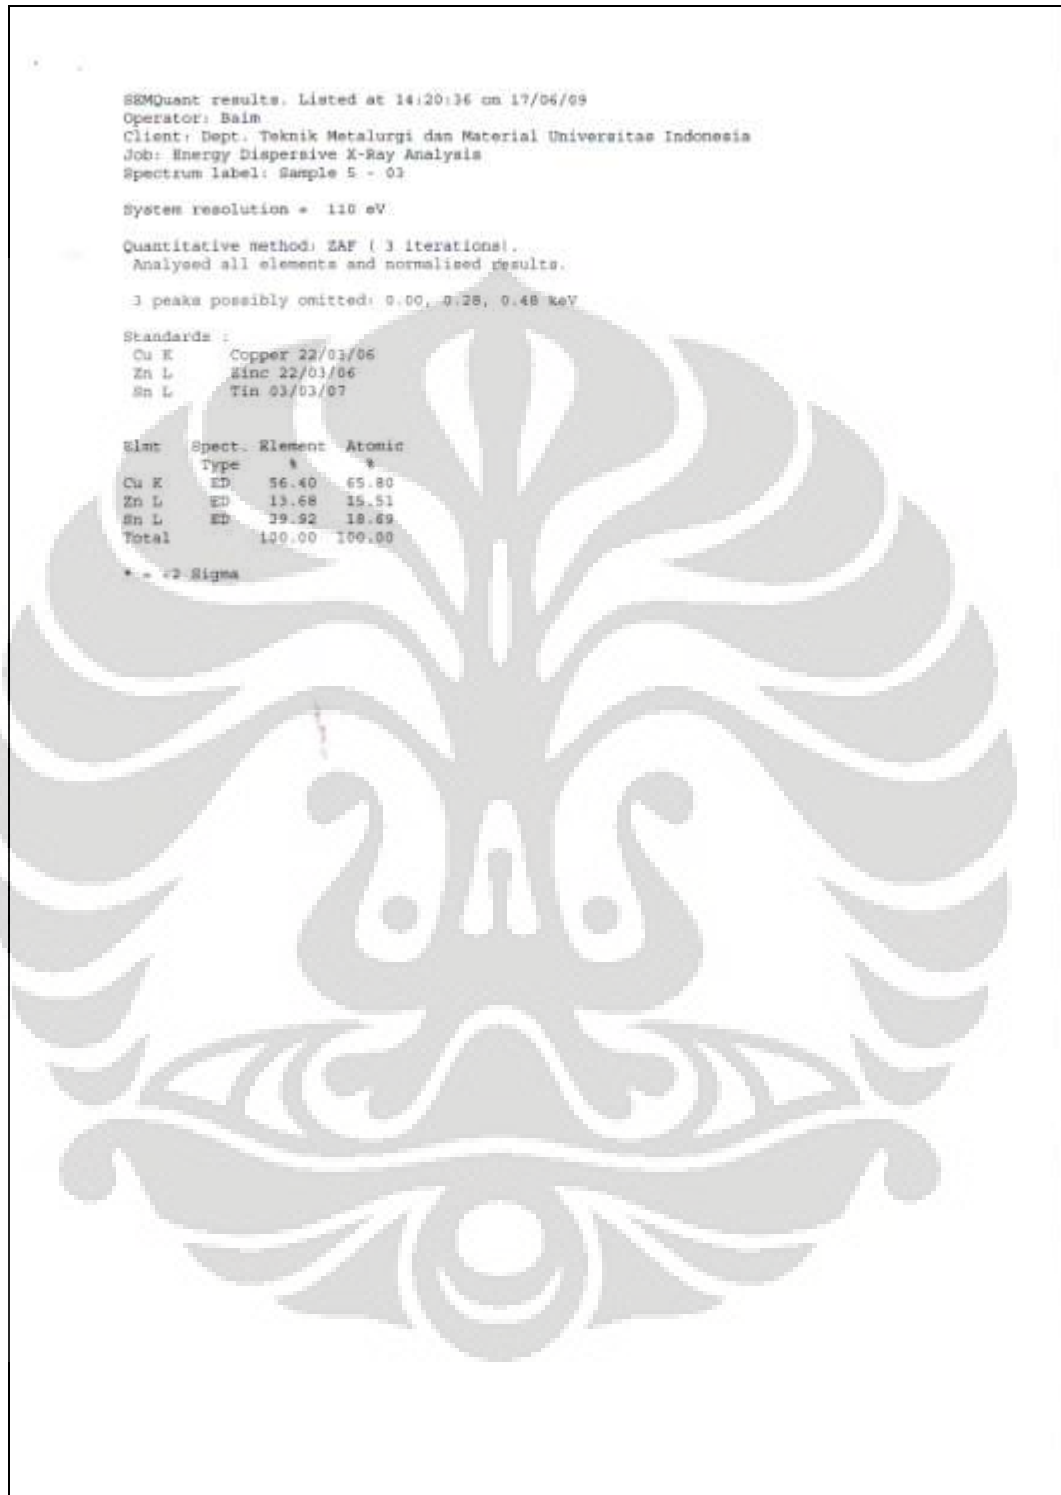 SEMQuant results. Listed at 14:20:36 on 17/06/09
Operator: Baim
Client: Dept. Teknik Metalurgi dan Material Universitas Indonesia
Job: Energy Dispersive X-Ray Analysis
Spectrum label: Sample 5 - 03
System resolution = 110 eV
Quantitative method: ZAF ( 3 iterations).
Analysed all elements and normalised results.
3 peaks possibly omitted: 0.00, 0.28, 0.48 keV
Standards :
Cu K Copper 22/03/06
Zn L Zinc 22/03/06
Sn L Tin 03/03/07
Elmt Spect. Element Atomic
Type % %
Cu K ED 56.40 65.80
Zn L ED 13.68 15.51
Sn L ED 29.92 18.69
Total 100.00 100.00
* = <2 Sigma